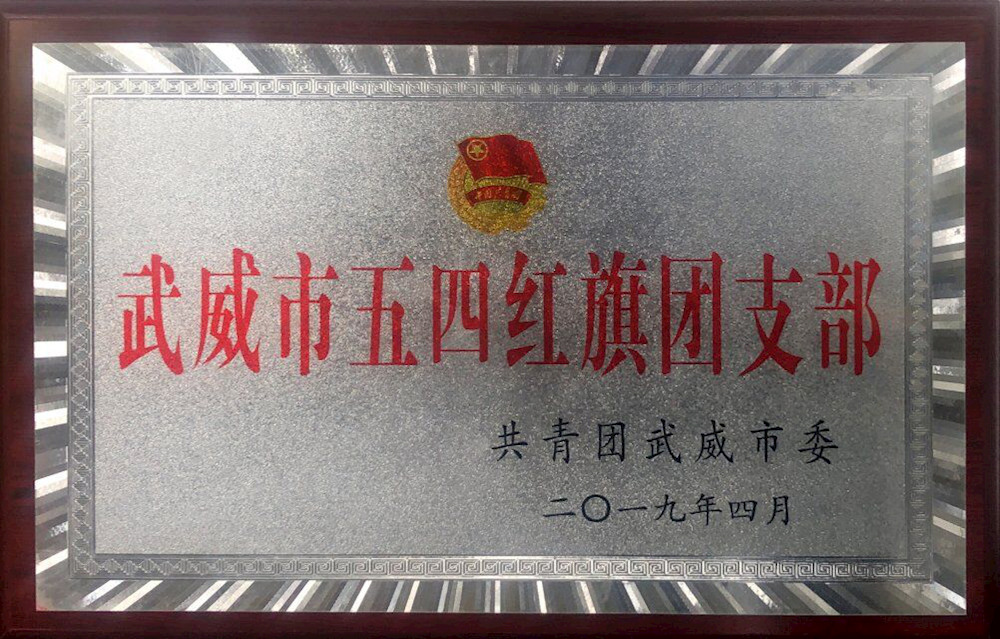 武威市五四红旗团支部
共青团武威市委
二〇一九年四月